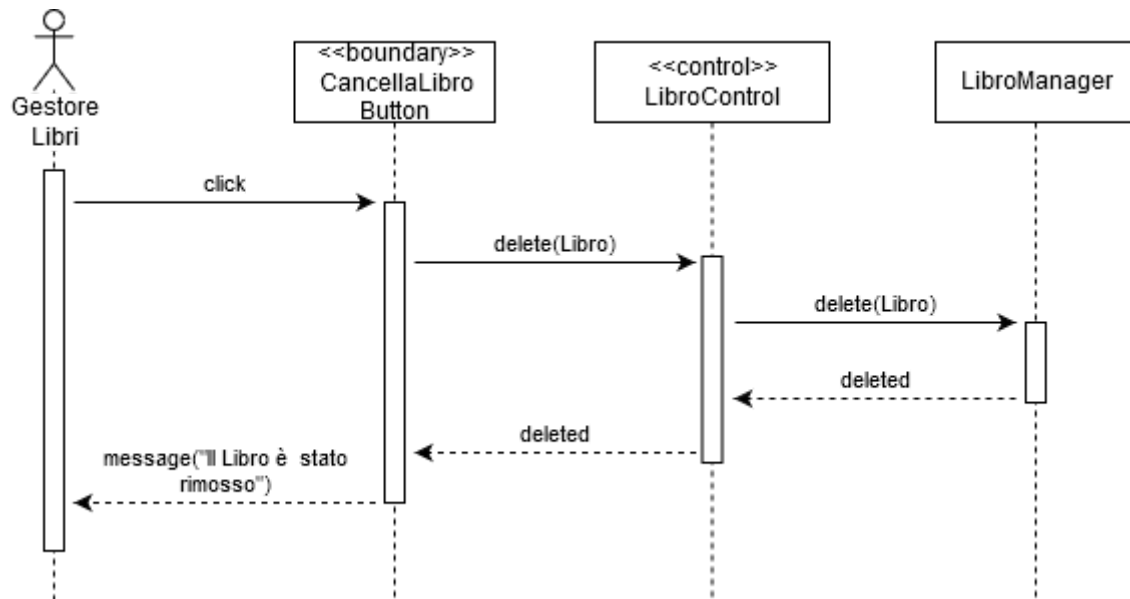 Gestore
Libri
<<boundary>>
CancellaLibro
Button
<<control>>
LibroControl
LibroManager
click
delete(Libro)
delete(Libro)
deleted
deleted
message("Il Libro è stato
rimosso")